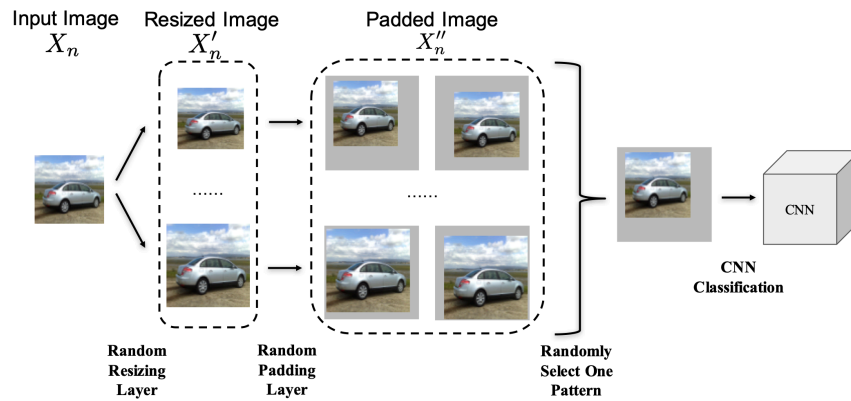 Input Image
Resized Image
Padded Image
X_n
X'_n
X''_n
......
......
CNN
CNN
Classification
Random
Resizing
Layer
Random
Padding
Layer
Randomly
Select One
Pattern